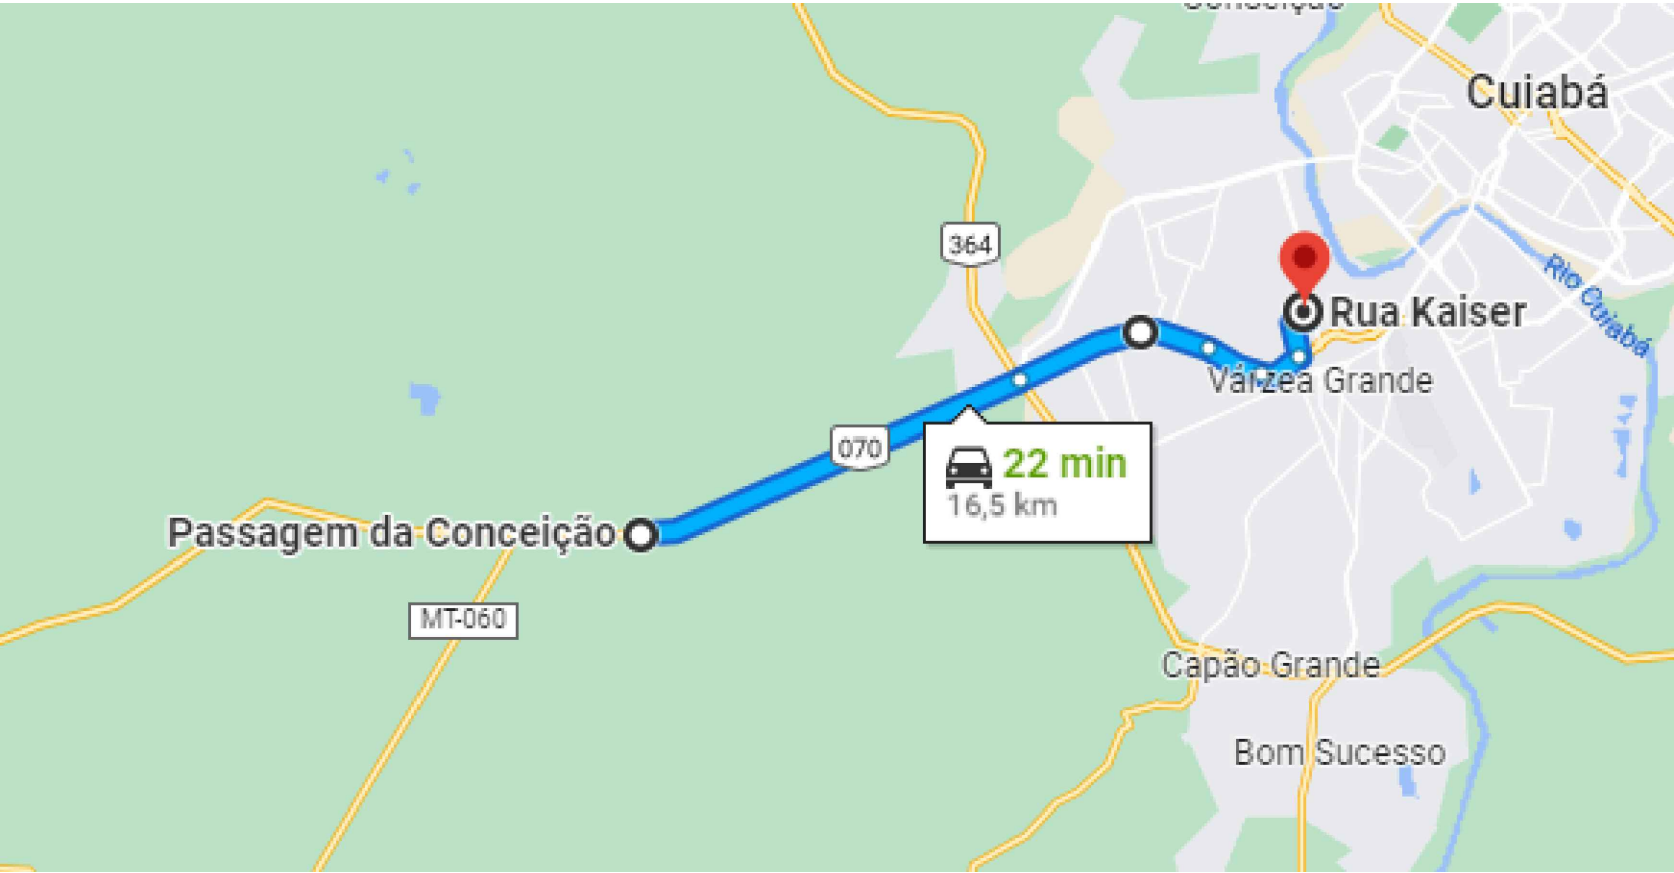 Conceição
Cuiabá
364
Rio Cuiabá
Rua Kaiser
Várzea Grande
070
22 min
16,5 km
Passagem da Conceição
MT-060
Capão Grande
Bom Sucesso